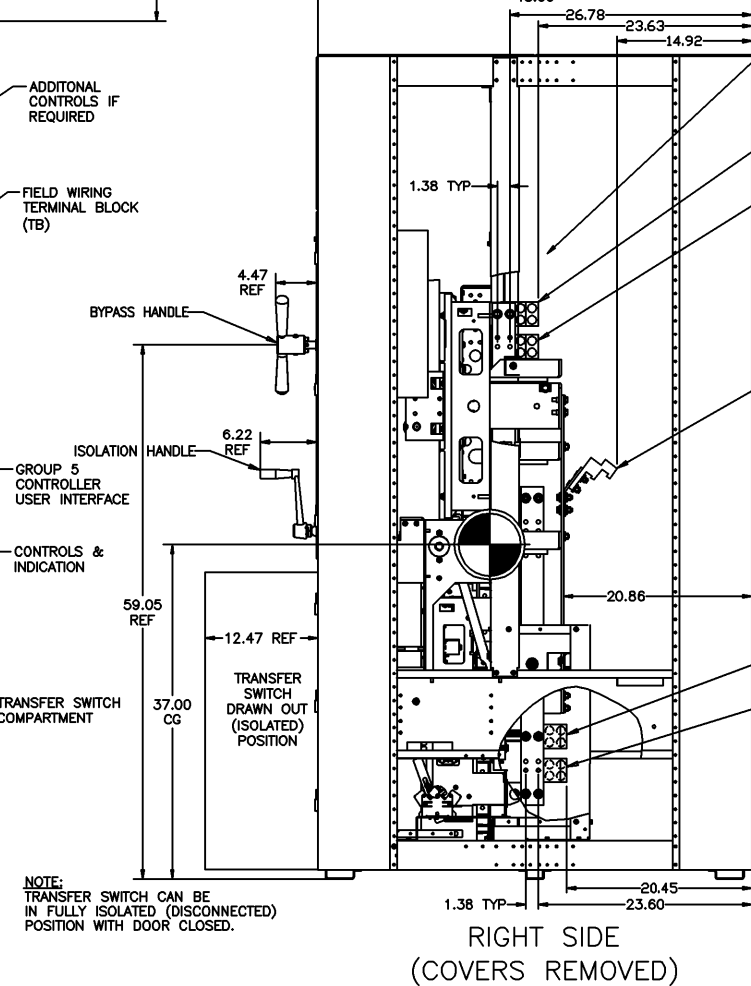 26.78
23.63
14.92
ADDITONAL
CONTROLS IF
REQUIRED
1.38 TYP
FIELD WIRING
TERMINAL BLOCK
(TB)
4.47
REF
BYPASS HANDLE
6.22
REF
ISOLATION HANDLE
GROUP 5
CONTROLLER
USER INTERFACE
CONTROLS &
INDICATION
59.05
REF
20.86
12.47 REF
TRANSFER
SWITCH
DRAWN OUT
(ISOLATED)
POSITION
TRANSFER SWITCH
COMPARTMENT
37.00
CG
NOTE:
TRANSFER SWITCH CAN BE
IN FULLY ISOLATED (DISCONNECTED)
POSITION WITH DOOR CLOSED.
20.45
1.38 TYP
23.60
RIGHT SIDE
(COVERS REMOVED)